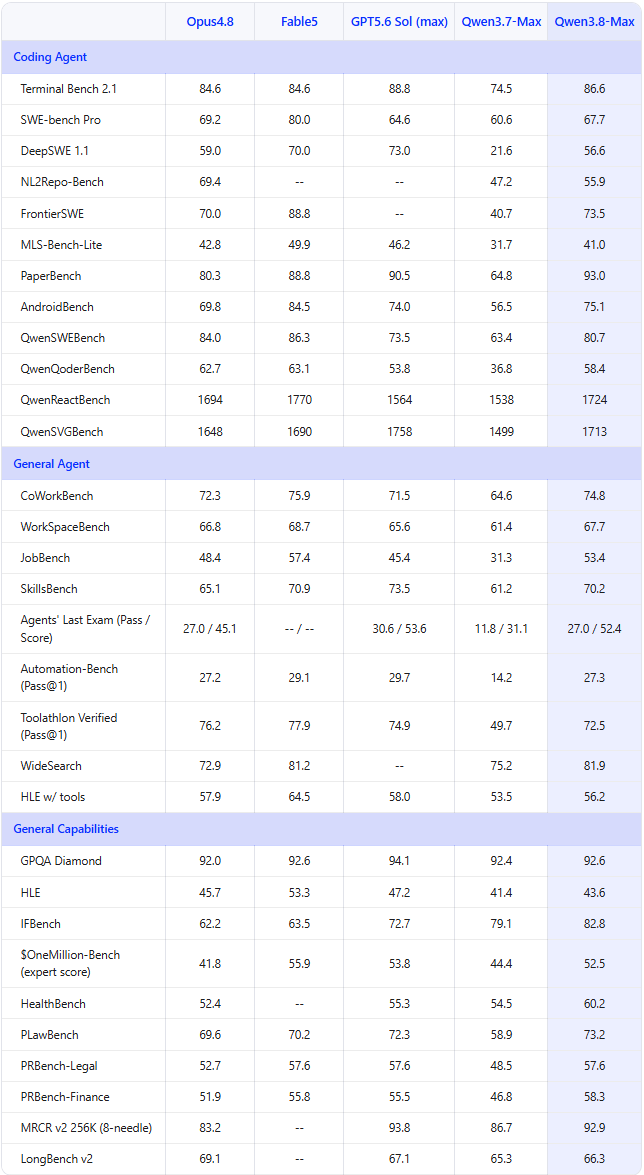 Opus4.8 Fable5 GPT5.6 Sol (max) Qwen3.7-Max Qwen3.8-Max
Coding Agent
Terminal Bench 2.1 84.6 84.6 88.8 74.5 86.6
SWE-bench Pro 69.2 80.0 64.6 60.6 67.7
DeepSWE 1.1 59.0 70.0 73.0 21.6 56.6
NL2Repo-Bench 69.4 -- -- 47.2 55.9
FrontierSWE 70.0 88.8 -- 40.7 73.5
MLS-Bench-Lite 42.8 49.9 46.2 31.7 41.0
PaperBench 80.3 88.8 90.5 64.8 93.0
AndroidBench 69.8 84.5 74.0 56.5 75.1
QwenSWEBench 84.0 86.3 73.5 63.4 80.7
QwenQoderBench 62.7 63.1 53.8 36.8 58.4
QwenReactBench 1694 1770 1564 1538 1724
QwenSVGBench 1648 1690 1758 1499 1713
General Agent
CoWorkBench 72.3 75.9 71.5 64.6 74.8
WorkSpaceBench 66.8 68.7 65.6 61.4 67.7
JobBench 48.4 57.4 45.4 31.3 53.4
SkillsBench 65.1 70.9 73.5 61.2 70.2
Agents' Last Exam (Pass /
Score) 27.0 / 45.1 -- / -- 30.6 / 53.6 11.8 / 31.1 27.0 / 52.4
Automation-Bench
(Pass@1) 27.2 29.1 29.7 14.2 27.3
Toolathlon Verified
(Pass@1) 76.2 77.9 74.9 49.7 72.5
WideSearch 72.9 81.2 -- 75.2 81.9
HLE w/ tools 57.9 64.5 58.0 53.5 56.2
General Capabilities
GPQA Diamond 92.0 92.6 94.1 92.4 92.6
HLE 45.7 53.3 47.2 41.4 43.6
IFBench 62.2 63.5 72.7 79.1 82.8
$OneMillion-Bench
(expert score) 41.8 55.9 53.8 44.4 52.5
HealthBench 52.4 -- 55.3 54.5 60.2
PLawBench 69.6 70.2 72.3 58.9 73.2
PRBench-Legal 52.7 57.6 57.6 48.5 57.6
PRBench-Finance 51.9 55.8 55.5 46.8 58.3
MRCR v2 256K (8-needle) 83.2 -- 93.8 86.7 92.9
LongBench v2 69.1 -- 67.1 65.3 66.3